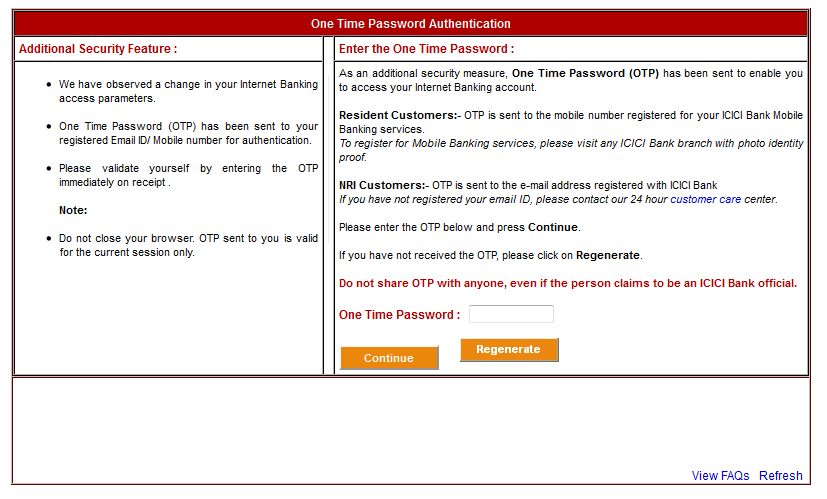 One Time Password Authentication
Additional Security Feature :
We have observed a change in your Internet Banking
access parameters.
One Time Password (OTP) has been sent to your
registered Email ID/ Mobile number for authentication.
Please validate yourself by entering the OTP
immediately on receipt .
Note:
Do not close your browser. OTP sent to you is valid
for the current session only.
Enter the One Time Password :
As an additional security measure, One Time Password (OTP) has been sent to enable you
to access your Internet Banking account.
Resident Customers:- OTP is sent to the mobile number registered for your ICICI Bank Mobile
Banking services.
To register for Mobile Banking services, please visit any ICICI Bank branch with photo identity
proof.
NRI Customers:- OTP is sent to the e-mail address registered with ICICI Bank
If you have not registered your email ID, please contact our 24 hour customer care center.
Please enter the OTP below and press Continue.
If you have not received the OTP, please click on Regenerate.
Do not share OTP with anyone, even if the person claims to be an ICICI Bank official.
One Time Password :
Continue
Regenerate
View FAQs Refresh